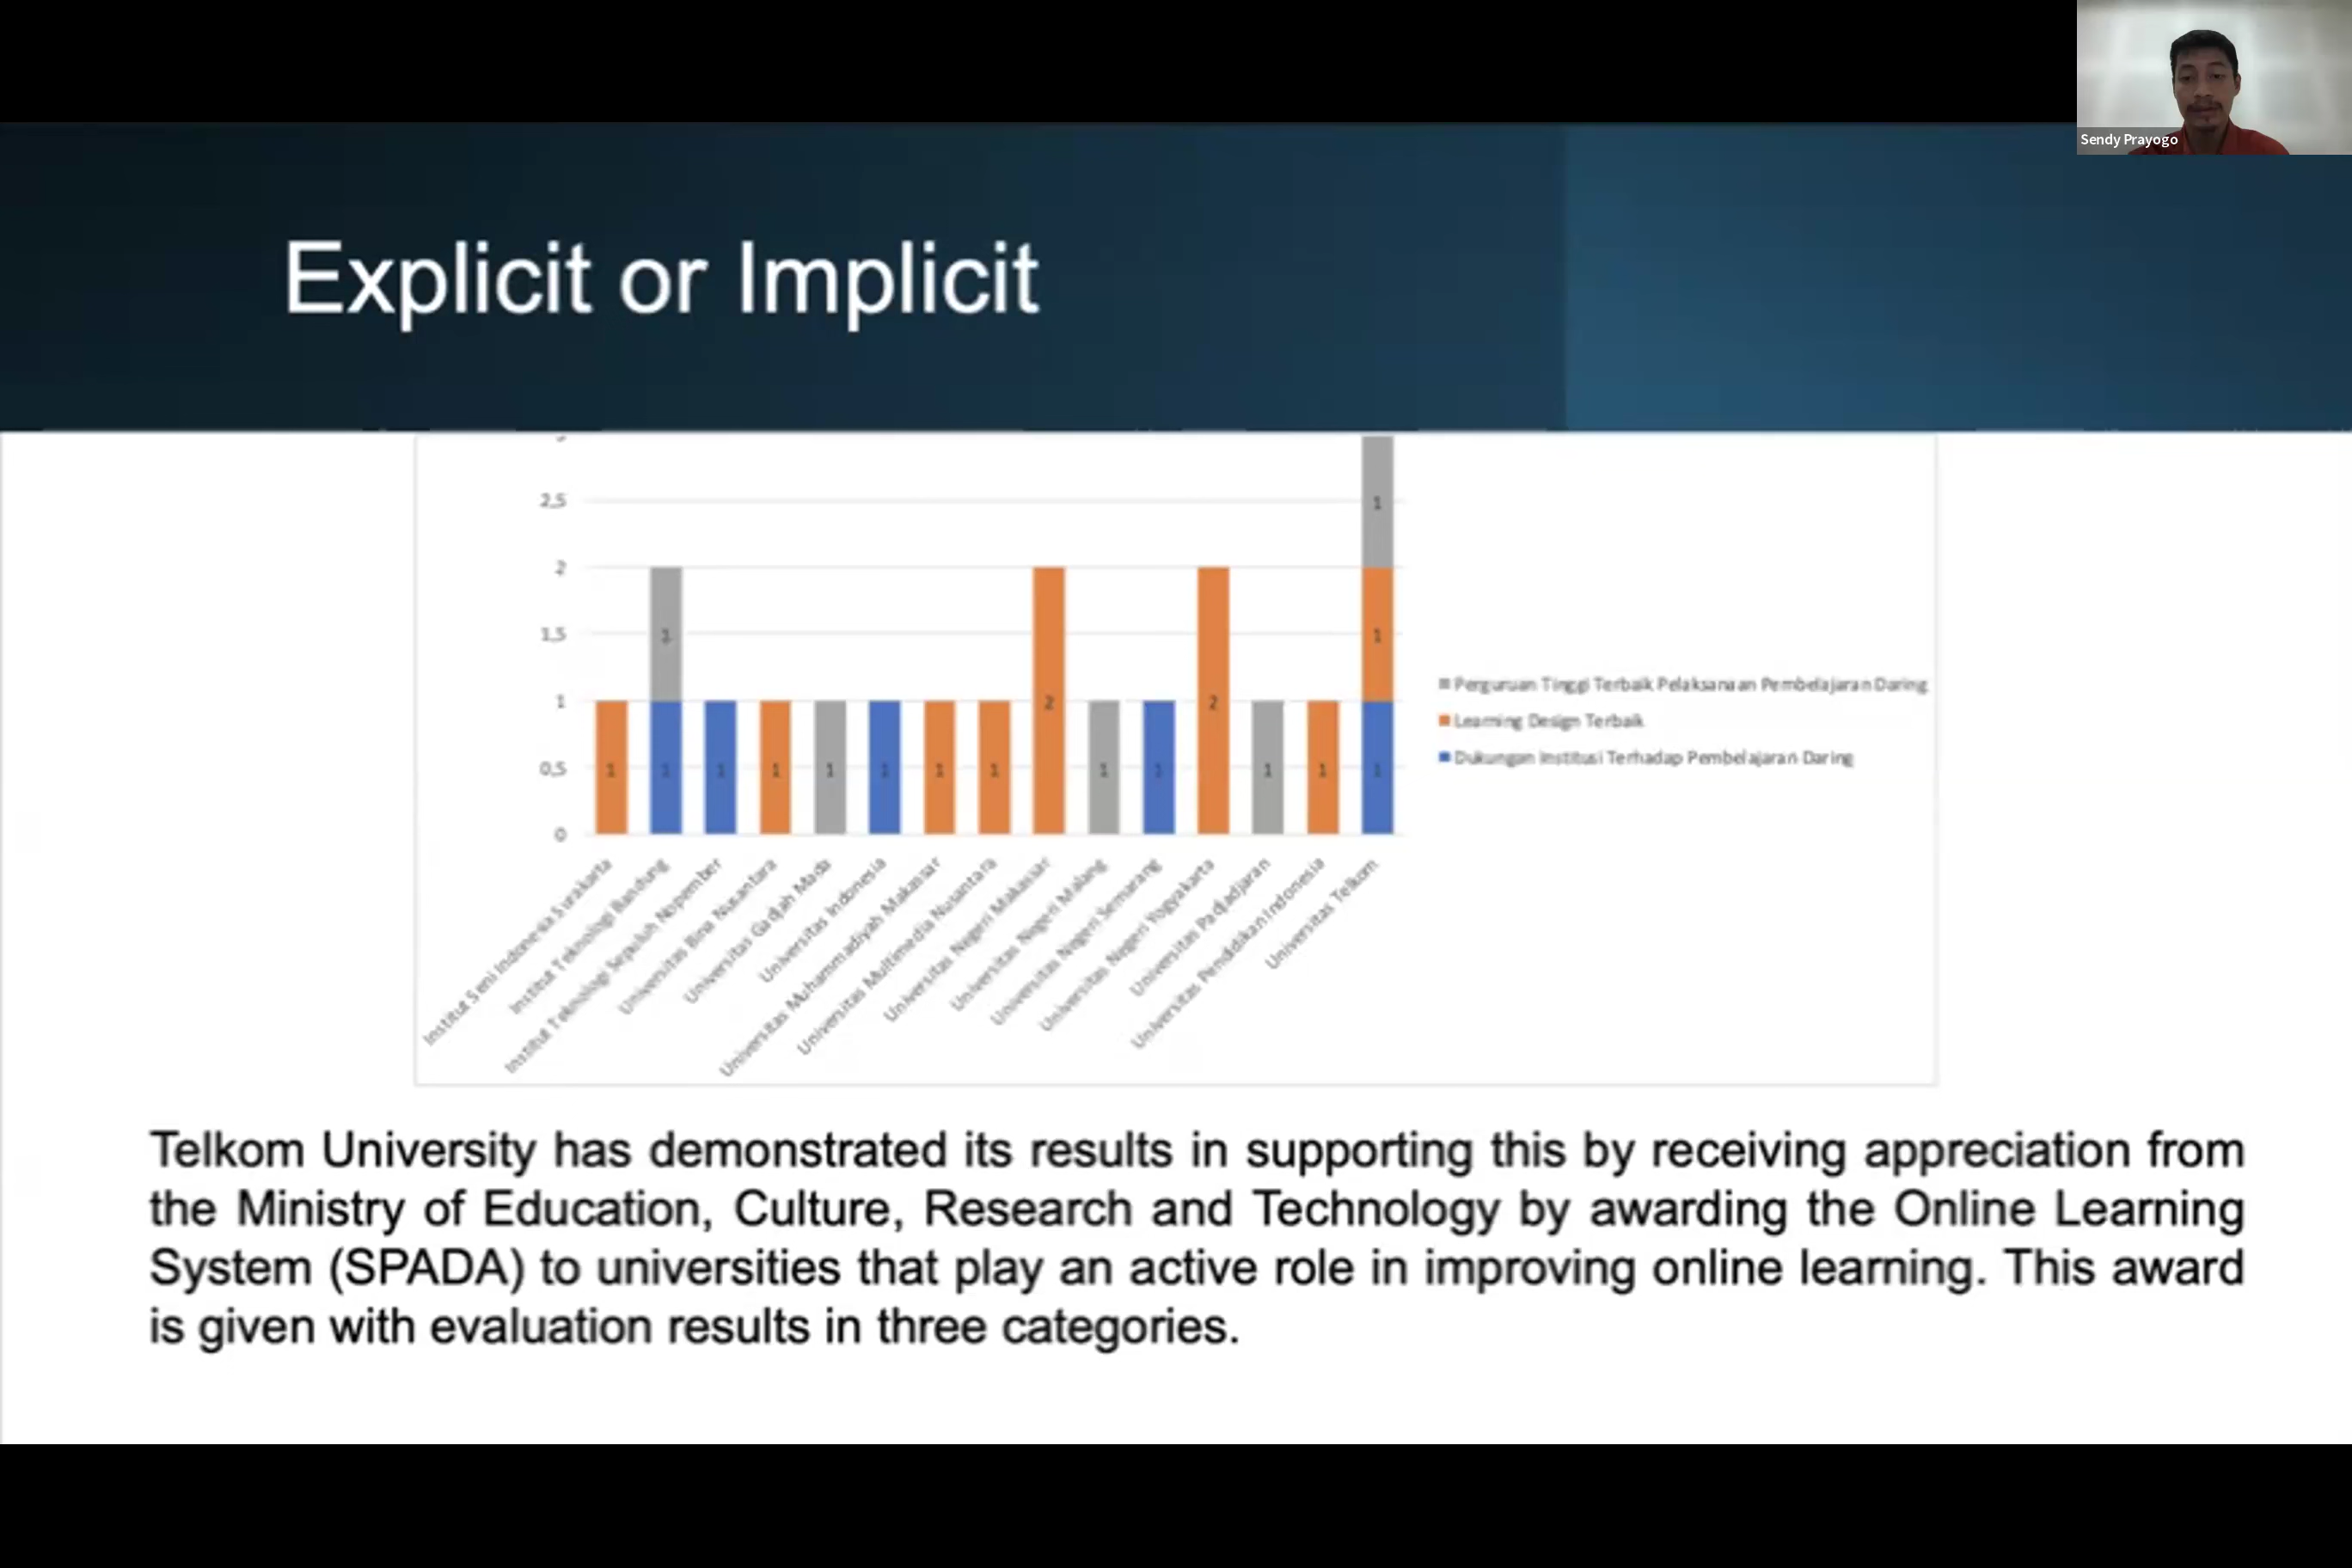 Sendy Prayogo
Explicit or Implicit
2,5
2
1,5
1
0,5
0
1
1
1
1
1
1
1
1
1
2
1
1
2
1
1
1
1
1
Perguruan Tinggi Terbaik Pelaksanaan Pembelajaran Daring
Learning Design Terbaik
Dukungan Institusi Terhadap Pembelajaran Daring
Institut Seni Indonesia Surakarta
Institut Teknologi Bandung
Institut Teknologi Sepuluh Nopember
Universitas Bina Nusantara
Universitas Gadjah Mada
Universitas Indonesia
Universitas Muhammadiyah Makassar
Universitas Multimedia Nusantara
Universitas Negeri Makassar
Universitas Negeri Malang
Universitas Negeri Semarang
Universitas Negeri Yogyakarta
Universitas Padjadjaran
Universitas Pendidikan Indonesia
Universitas Telkom
Telkom University has demonstrated its results in supporting this by receiving appreciation from
the Ministry of Education, Culture, Research and Technology by awarding the Online Learning
System (SPADA) to universities that play an active role in improving online learning. This award
is given with evaluation results in three categories.